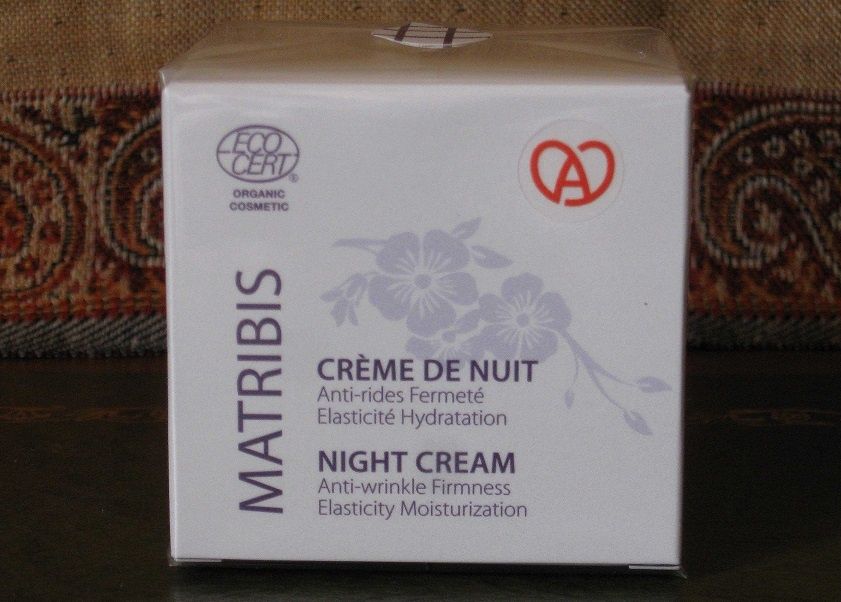 ECO
CERT
®
ORGANIC
COSMETIC
A
MATRIBIS
CRÈME DE NUIT
Anti-rides Fermeté
Elasticité Hydratation
NIGHT CREAM
Anti-wrinkle Firmness
Elasticity Moisturization